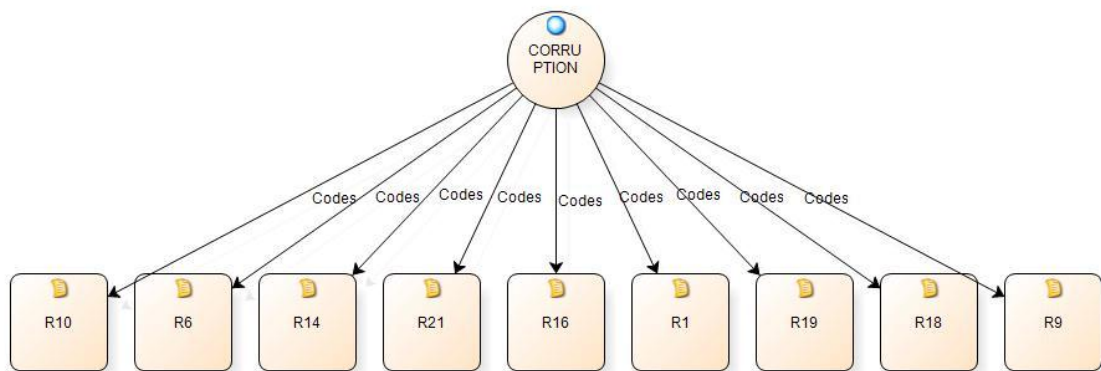 CORRU
PTION
Codes
Codes
Codes
Codes
Codes
Codes
Codes
Codes
Codes
R10
R6
R14
R21
R16
R1
R19
R18
R9